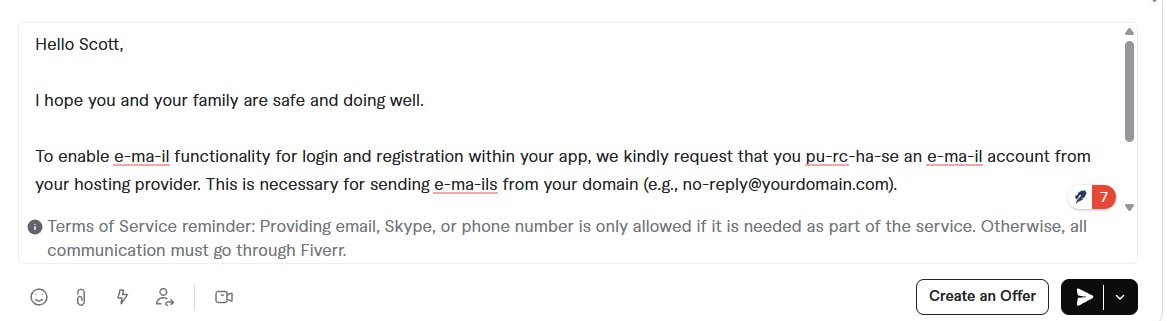 Hello Scott,
I hope you and your family are safe and doing well.
To enable e-ma-il functionality for login and registration within your app, we kindly request that you pu-rc-ha-se an e-ma-il account from
your hosting provider. This is necessary for sending e-ma-ils from your domain (e.g., no-reply@yourdomain.com).
7
Terms of Service reminder: Providing email, Skype, or phone number is only allowed if it is needed as part of the service. Otherwise, all
communication must go through Fiverr.
Create an Offer